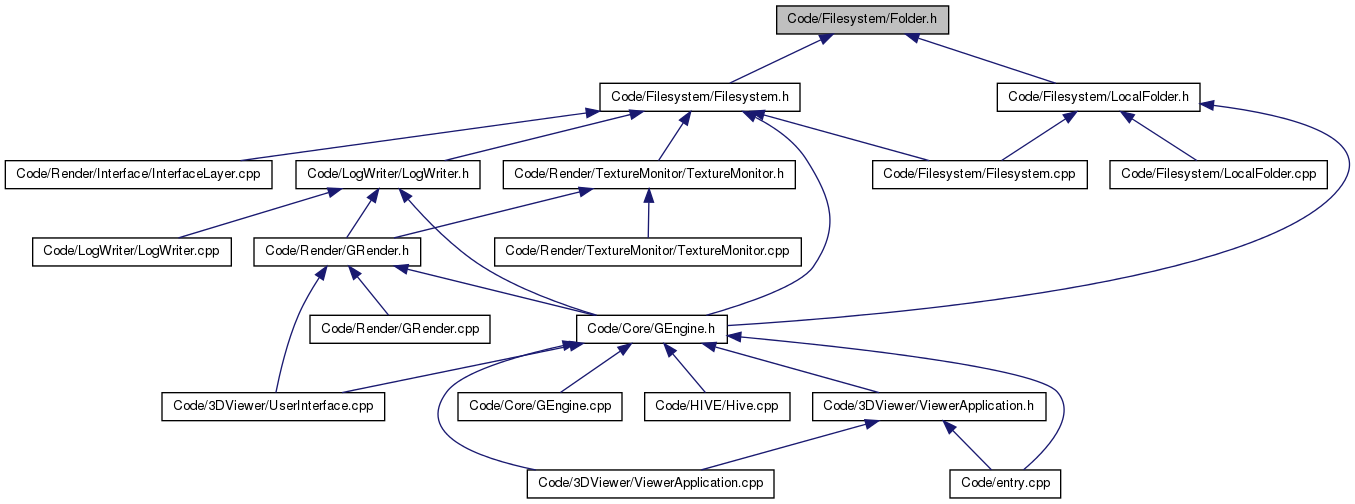 Code/Filesystem/Folder.h
Code/Filesystem/Filesystem.h
Code/Filesystem/LocalFolder.h
Code/Render/Interface/InterfaceLayer.cpp
Code/LogWriter/LogWriter.h
Code/Render/TextureMonitor/TextureMonitor.h
Code/Filesystem/Filesystem.cpp
Code/Filesystem/LocalFolder.cpp
Code/LogWriter/LogWriter.cpp
Code/Render/GRender.h
Code/Render/TextureMonitor/TextureMonitor.cpp
Code/Render/GRender.cpp
Code/Core/GEngine.h
Code/3DViewer/UserInterface.cpp
Code/Core/GEngine.cpp
Code/HIVE/Hive.cpp
Code/3DViewer/ViewerApplication.h
Code/3DViewer/ViewerApplication.cpp
Code/entry.cpp